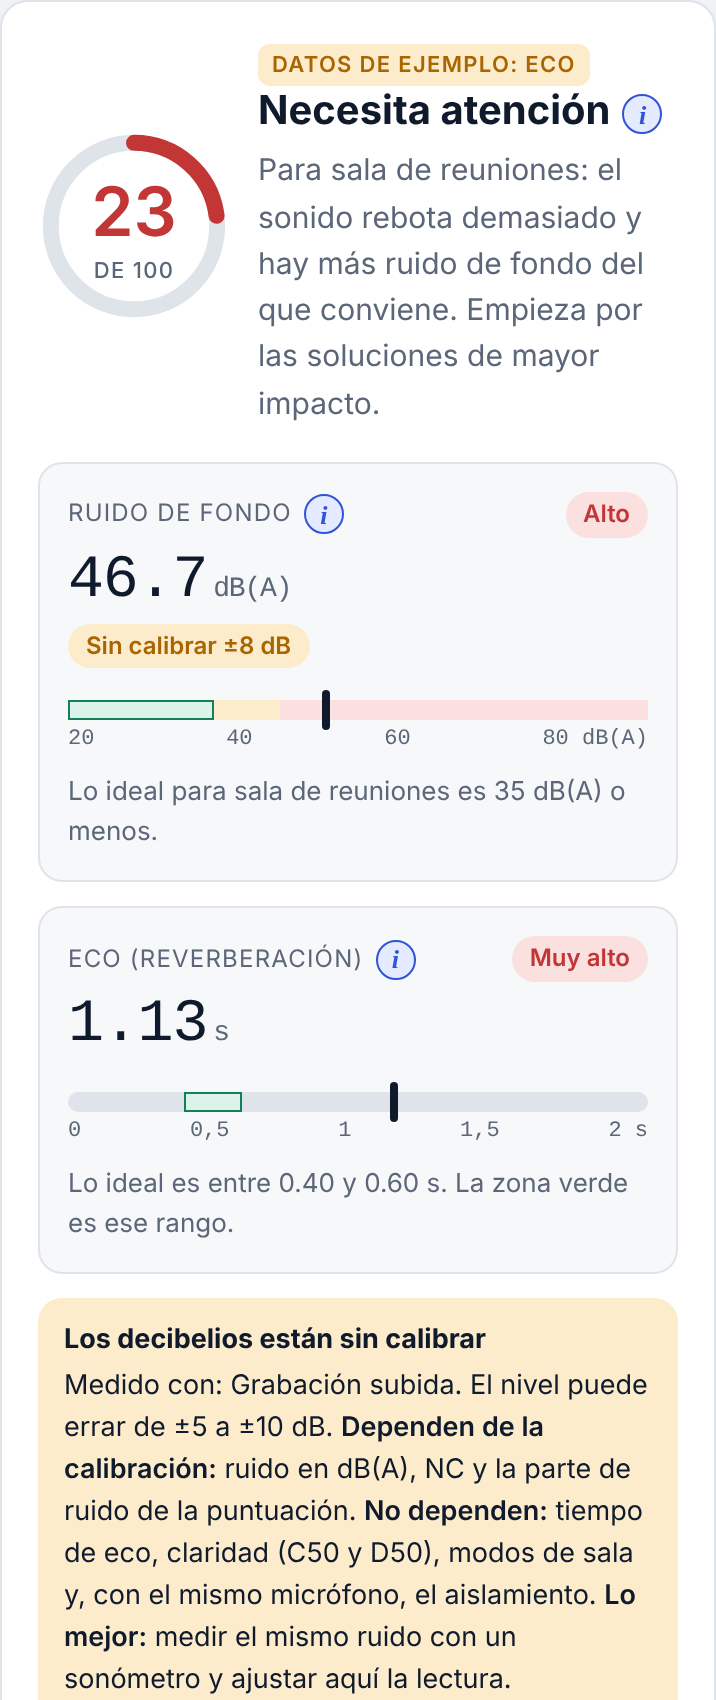 DATOS DE EJEMPLO: ECO
Necesita atención i
23
DE 100
Para sala de reuniones: el
sonido rebota demasiado y
hay más ruido de fondo del
que conviene. Empieza por
las soluciones de mayor
impacto.
RUIDO DE FONDO i
Alto
46.7 dB(A)
Sin calibrar ±8 dB
20 40 60 80 dB(A)
Lo ideal para sala de reuniones es 35 dB(A) o
menos.
ECO (REVERBERACIÓN) i
Muy alto
1.13 s
0 0,5 1 1,5 2 s
Lo ideal es entre 0.40 y 0.60 s. La zona verde
es ese rango.
Los decibelios están sin calibrar
Medido con: Grabación subida. El nivel puede
errar de ±5 a ±10 dB. Dependen de la
calibración: ruido en dB(A), NC y la parte de
ruido de la puntuación. No dependen: tiempo
de eco, claridad (C50 y D50), modos de sala
y, con el mismo micrófono, el aislamiento. Lo
mejor: medir el mismo ruido con un
sonómetro y ajustar aquí la lectura.